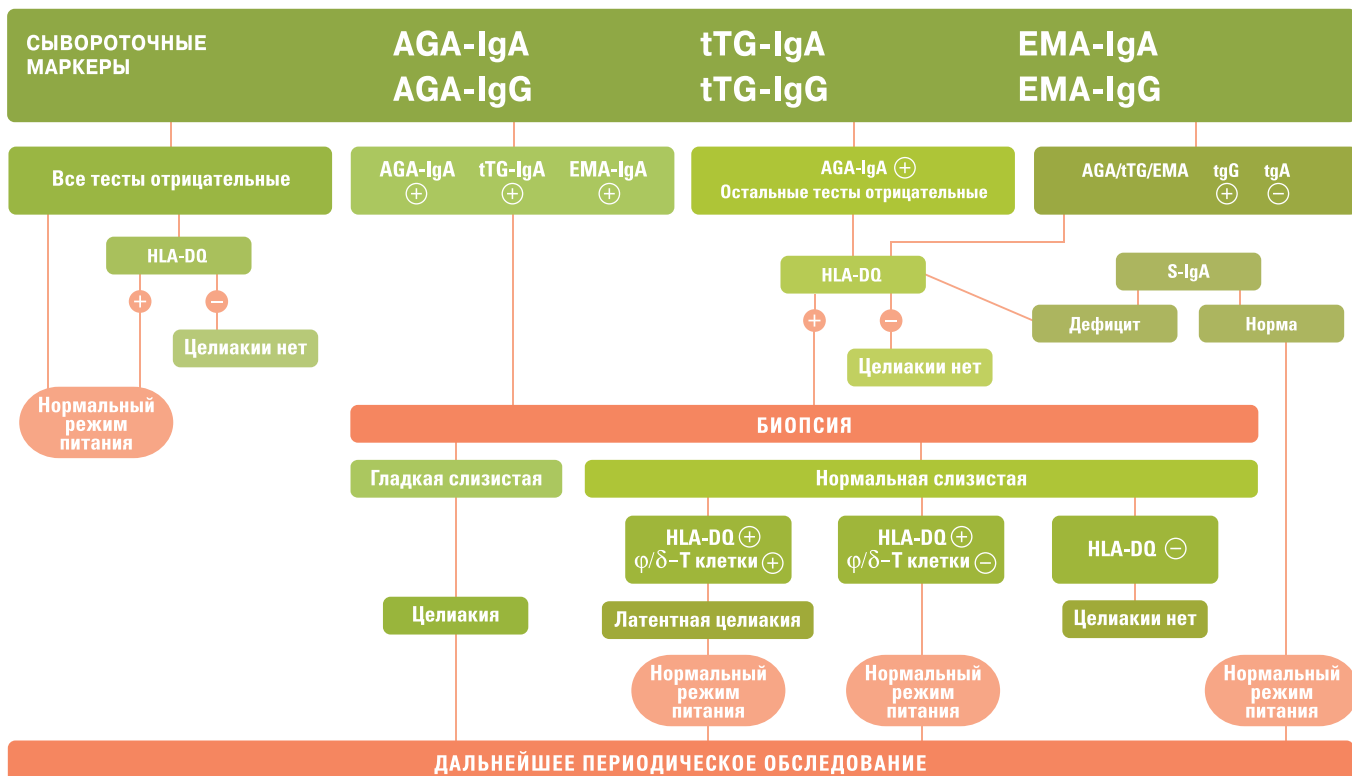 СЫВОРОТОЧНЫЕ
МАРКЕРЫ
AGA-IgA
AGA-IgG
tTG-IgA
tTG-IgG
EMA-IgA
EMA-IgG
Все тесты отрицательные
AGA-IgA tTG-IgA EMA-IgA
+ + +
AGA-IgA +
Остальные тесты отрицательные
AGA/tTG/EMA tgG tgA
+ −
HLA-DQ
+ −
Целиакии нет
Нормальный
режим
питания
HLA-DQ
+ −
Целиакии нет
S-IgA
Дефицит
Норма
БИОПСИЯ
Гладкая слизистая
Нормальная слизистая
HLA-DQ +
φ/δ–Т клетки +
HLA-DQ +
φ/δ–Т клетки −
HLA-DQ −
Целиакия
Латентная целиакия
Целиакии нет
Нормальный
режим
питания
Нормальный
режим
питания
Нормальный
режим
питания
ДАЛЬНЕЙШЕЕ ПЕРИОДИЧЕСКОЕ ОБСЛЕДОВАНИЕ